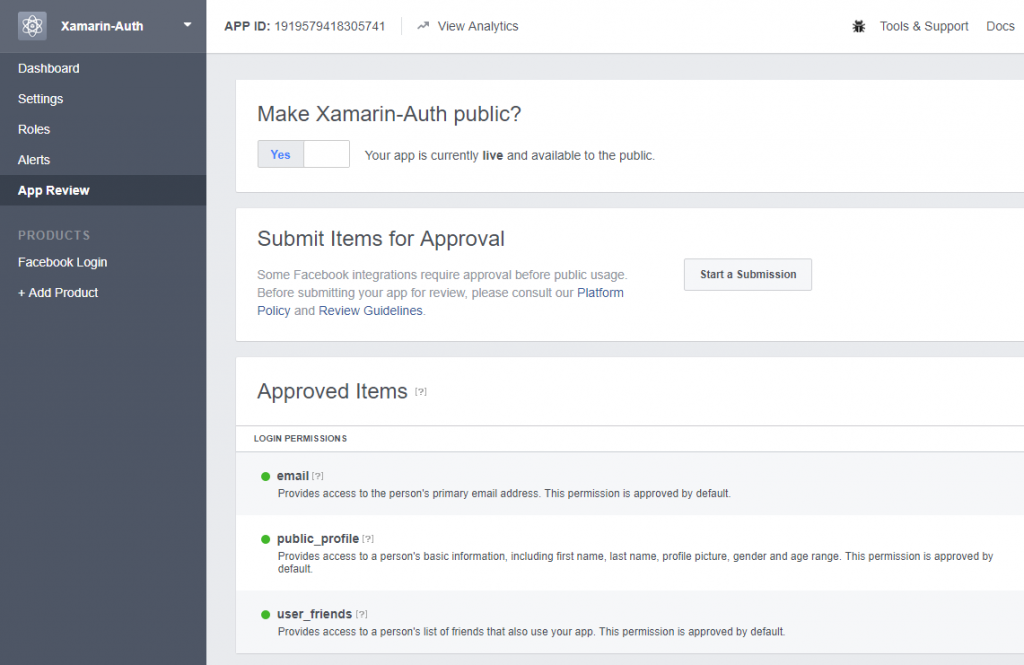 Xamarin-Auth
APP ID: 1919579418305741
View Analytics
Tools & Support
Docs
Dashboard
Settings
Roles
Alerts
App Review
PRODUCTS
Facebook Login
+ Add Product
Make Xamarin-Auth public?
Yes
Your app is currently live and available to the public.
Submit Items for Approval
Some Facebook integrations require approval before public usage.
Before submitting your app for review, please consult our Platform
Policy and Review Guidelines.
Start a Submission
Approved Items [?]
LOGIN PERMISSIONS
email [?]
Provides access to the person's primary email address. This permission is approved by default.
public_profile [?]
Provides access to a person's basic information, including first name, last name, profile picture, gender and age range. This permission is approved by
default.
user_friends [?]
Provides access to a person's list of friends that also use your app. This permission is approved by default.